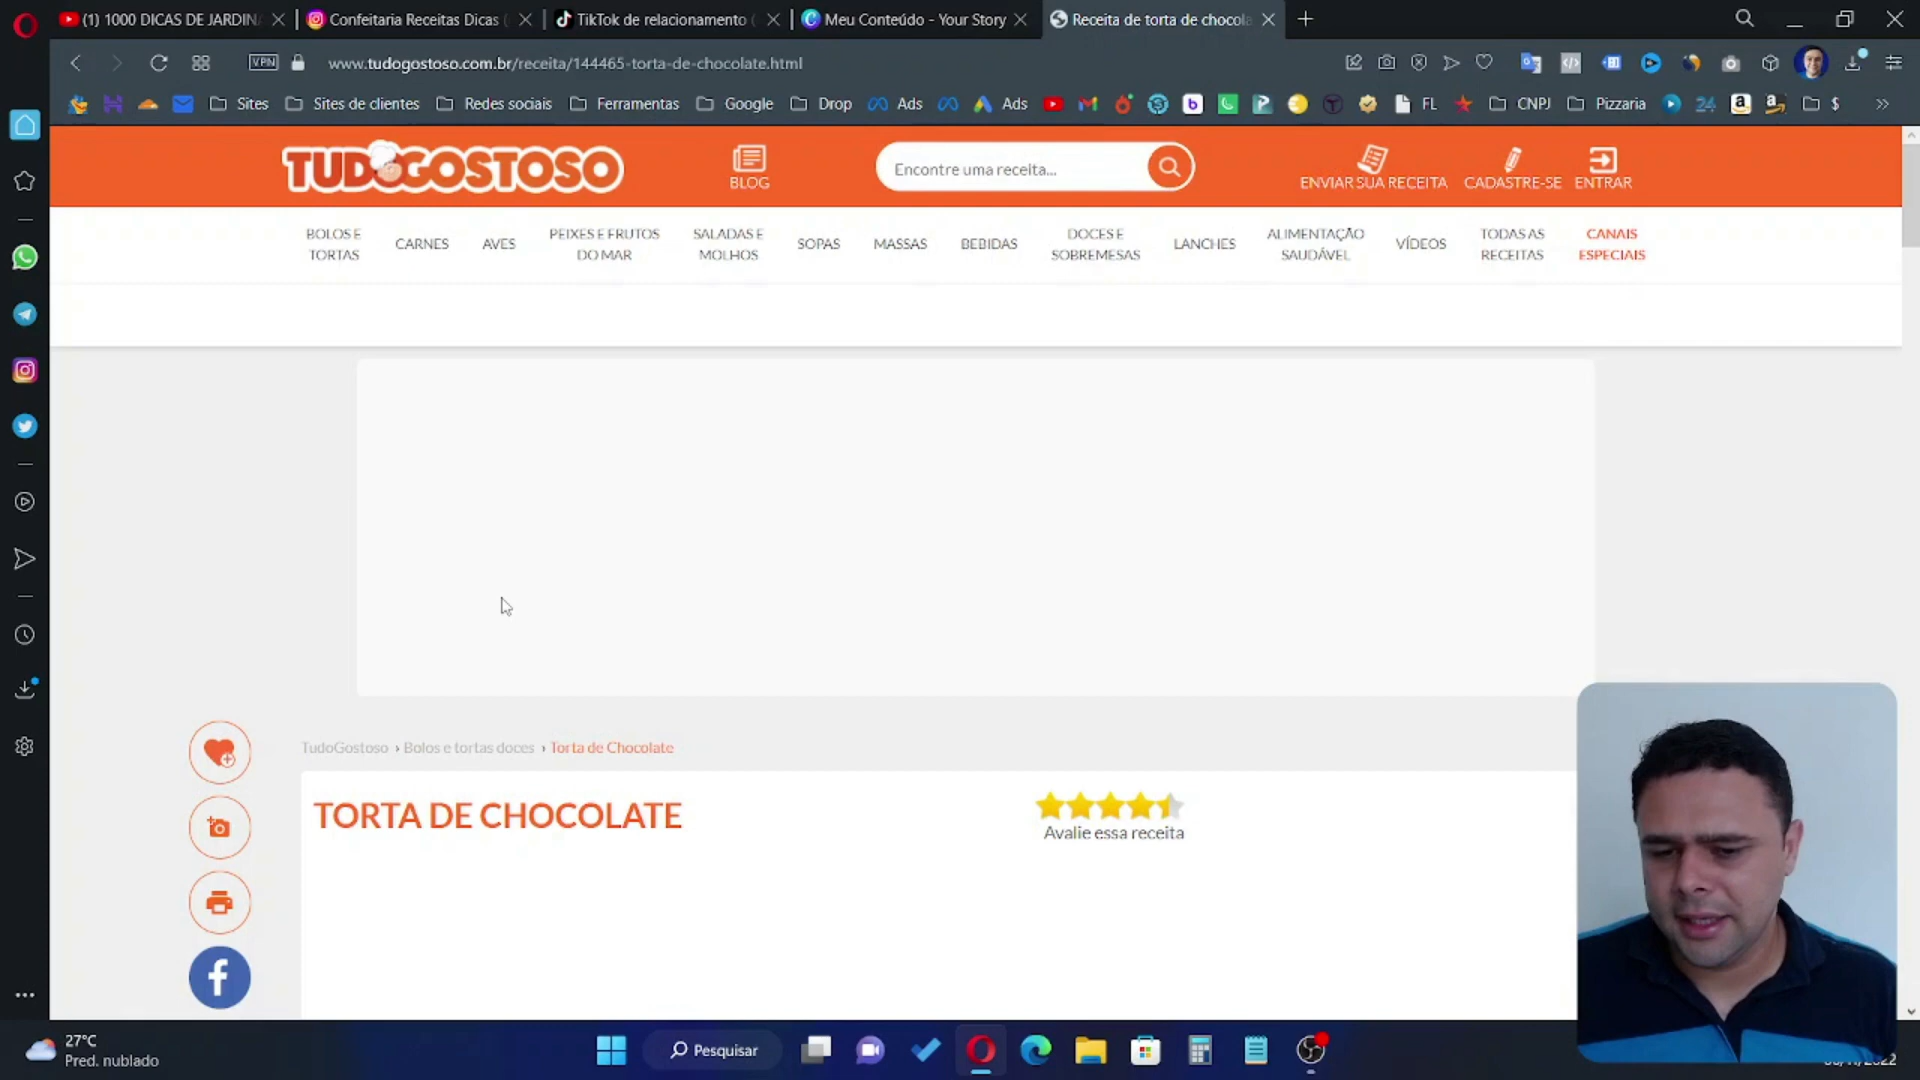 (1) 1000 DICAS DE JARDIN
Confeitaria Receitas Dicas (
TikTok de relacionamento (
Meu Conteúdo - Your Story
Receita de torta de chocola
VPN
www.tudogostoso.com.br/receita/144465-torta-de-chocolate.html
Sites
Sites de clientes
Redes sociais
Ferramentas
Google
Drop
Ads
Ads
FL
CNPJ
Pizzaria
24
$
TUDOGOSTOSO
BLOG
Encontre uma receita...
ENVIAR SUA RECEITA
CADASTRE-SE
ENTRAR
BOLOS E
TORTAS
CARNES
AVES
PEIXES E FRUTOS
DO MAR
SALADAS E
MOLHOS
SOPAS
MASSAS
BEBIDAS
DOCES E
SOBREMESAS
LANCHES
ALIMENTAÇÃO
SAUDÁVEL
VÍDEOS
TODAS AS
RECEITAS
CANAIS
ESPECIAIS
TudoGostoso › Bolos e tortas doces › Torta de Chocolate
TORTA DE CHOCOLATE
Avalie essa receita
27°C
Pred. nublado
Pesquisar